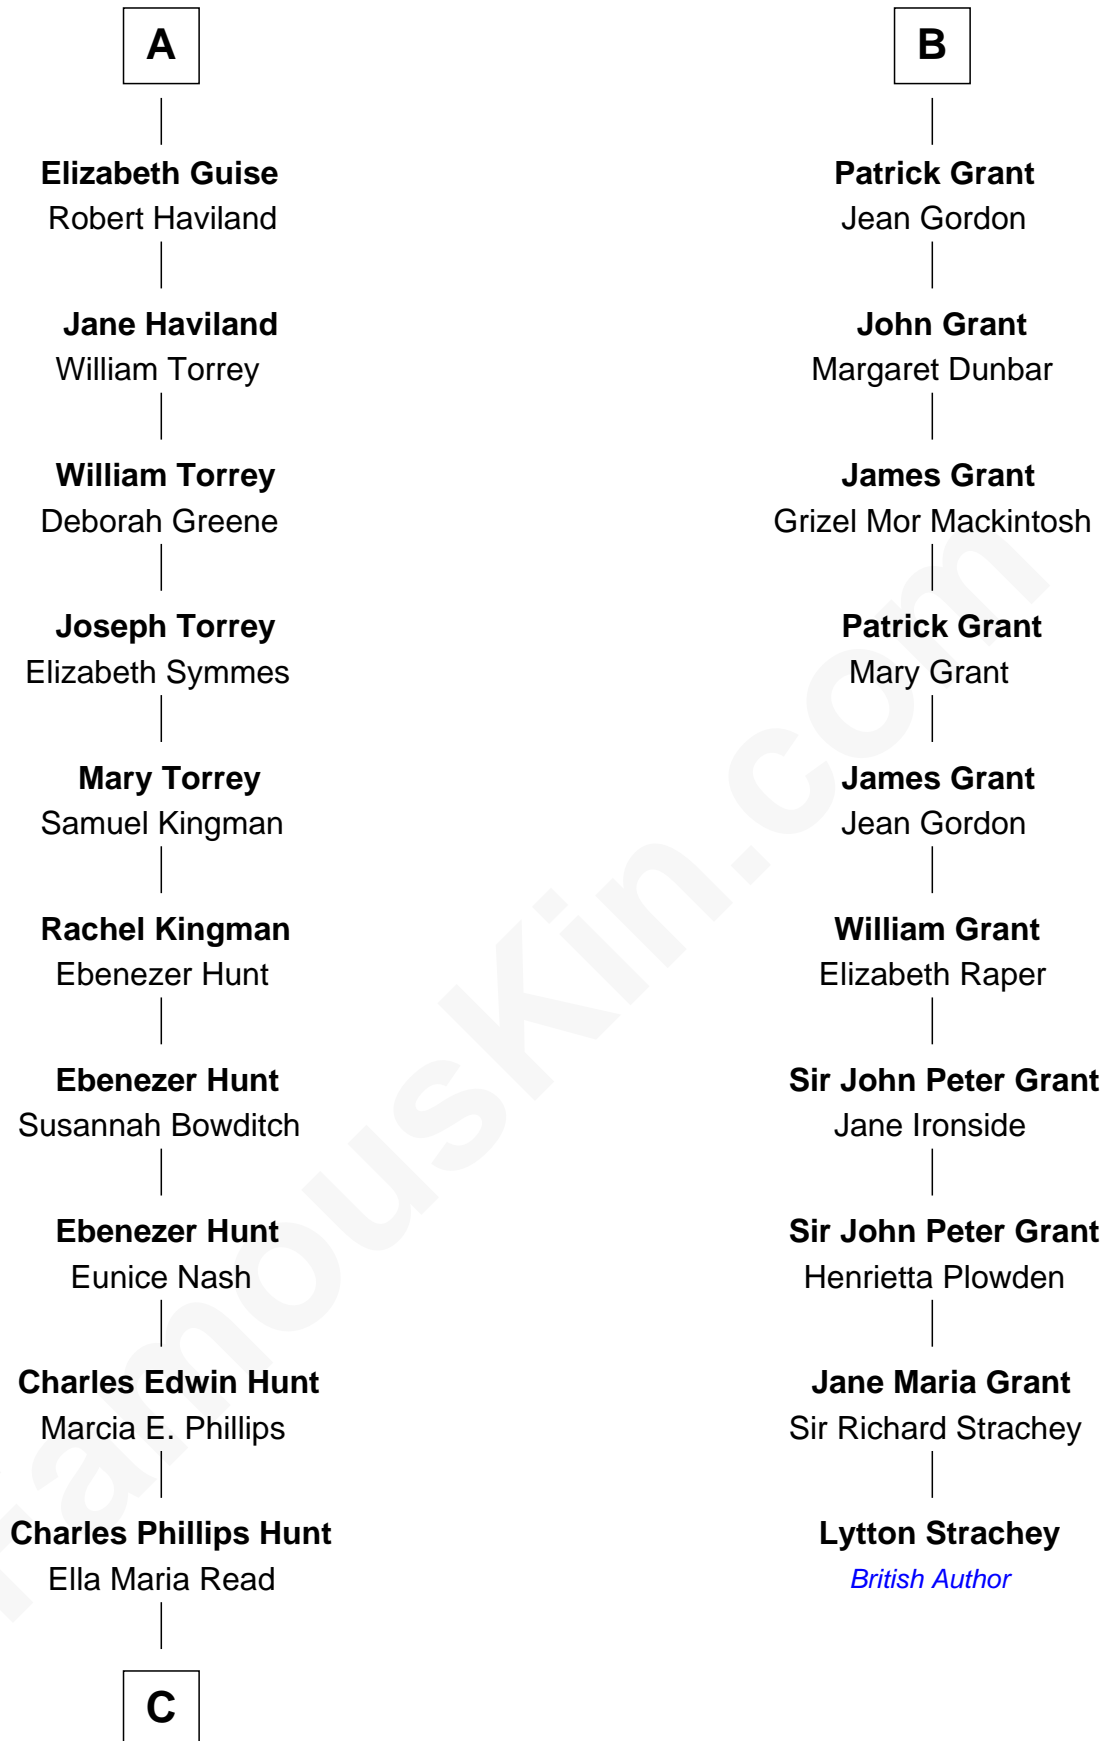 A
Elizabeth Guise
Robert Haviland
Jane Haviland
William Torrey
William Torrey
Deborah Greene
Joseph Torrey
Elizabeth Symmes
Mary Torrey
Samuel Kingman
Rachel Kingman
Ebenezer Hunt
Ebenezer Hunt
Susannah Bowditch
Ebenezer Hunt
Eunice Nash
Charles Edwin Hunt
Marcia E. Phillips
Charles Phillips Hunt
Ella Maria Read
C
B
Patrick Grant
Jean Gordon
John Grant
Margaret Dunbar
James Grant
Grizel Mor Mackintosh
Patrick Grant
Mary Grant
James Grant
Jean Gordon
William Grant
Elizabeth Raper
Sir John Peter Grant
Jane Ironside
Sir John Peter Grant
Henrietta Plowden
Jane Maria Grant
Sir Richard Strachey
Lytton Strachey
British Author
FamousKin.com